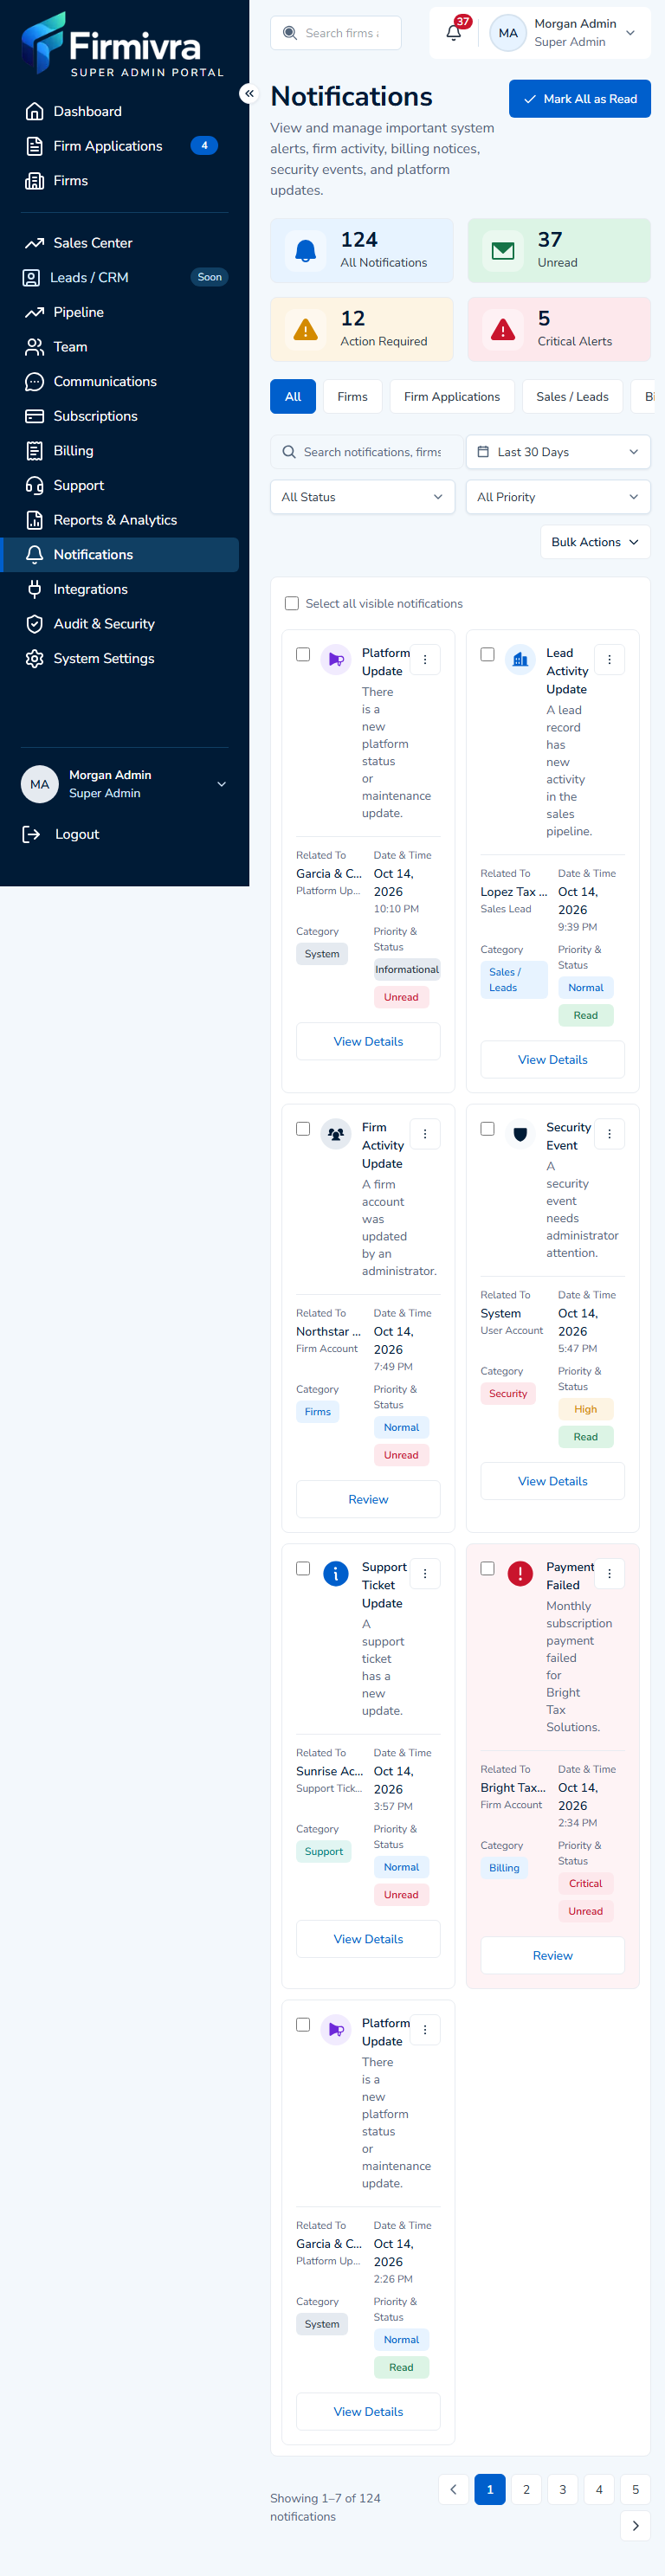 Firmivra
SUPER ADMIN PORTAL
Dashboard
Firm Applications 4
Firms
Sales Center
Leads / CRM Soon
Pipeline
Team
Communications
Subscriptions
Billing
Support
Reports & Analytics
Notifications
Integrations
Audit & Security
System Settings
MA
Morgan Admin
Super Admin
Logout
Search firms
37
MA
Morgan Admin
Super Admin
Notifications
Mark All as Read
View and manage important system
alerts, firm activity, billing notices,
security events, and platform
updates.
124
All Notifications
37
Unread
12
Action Required
5
Critical Alerts
All
Firms
Firm Applications
Sales / Leads
Search notifications, firms
Last 30 Days
All Status
All Priority
Bulk Actions
Select all visible notifications
Platform
Update
There
is a
new
platform
status
or
maintenance
update.
Related To
Garcia & C...
Platform Up...
Date & Time
Oct 14,
2026
10:10 PM
Category
System
Priority &
Status
Informational
Unread
View Details
Lead
Activity
Update
A lead
record
has
new
activity
in the
sales
pipeline.
Related To
Lopez Tax ...
Sales Lead
Date & Time
Oct 14,
2026
9:39 PM
Category
Sales /
Leads
Priority &
Status
Normal
Read
View Details
Firm
Activity
Update
A firm
account
was
updated
by an
administrator.
Related To
Northstar ...
Firm Account
Date & Time
Oct 14,
2026
7:49 PM
Category
Firms
Priority &
Status
Normal
Unread
Review
Security
Event
A
security
event
needs
administrator
attention.
Related To
System
User Account
Date & Time
Oct 14,
2026
5:47 PM
Category
Security
Priority &
Status
High
Read
View Details
Support
Ticket
Update
A
support
ticket
has a
new
update.
Related To
Sunrise Ac...
Support Tick...
Date & Time
Oct 14,
2026
3:57 PM
Category
Support
Priority &
Status
Normal
Unread
View Details
Payment
Failed
Monthly
subscription
payment
failed
for
Bright
Tax
Solutions.
Related To
Bright Tax...
Firm Account
Date & Time
Oct 14,
2026
2:34 PM
Category
Billing
Priority &
Status
Critical
Unread
Review
Platform
Update
There
is a
new
platform
status
or
maintenance
update.
Related To
Garcia & C...
Platform Up...
Date & Time
Oct 14,
2026
2:26 PM
Category
System
Priority &
Status
Normal
Read
View Details
Showing 1–7 of 124
notifications
1 2 3 4 5